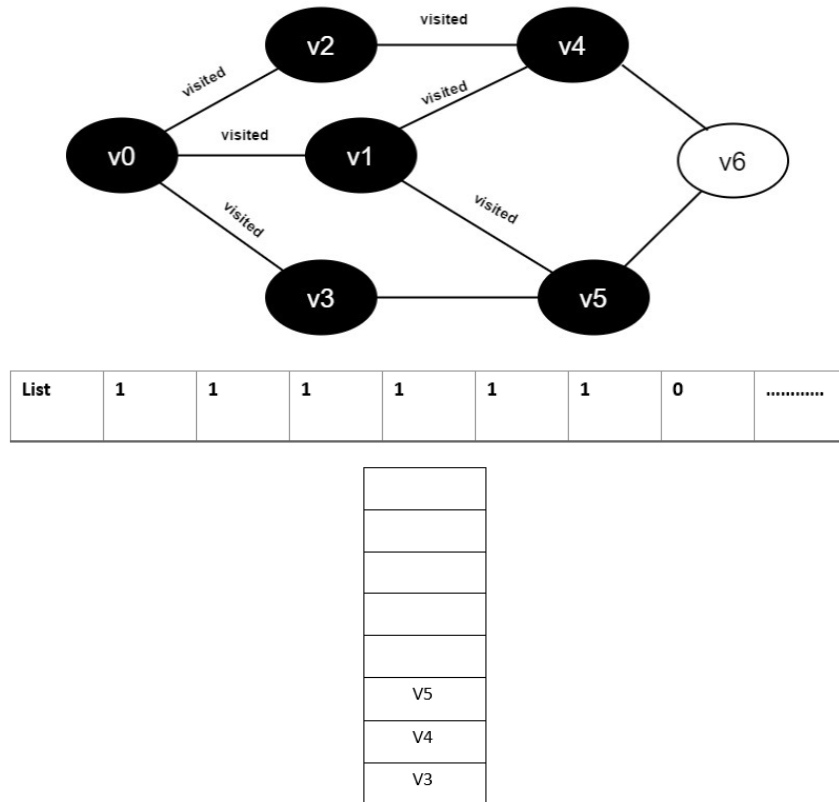 visited
v2
v4
visited
visited
visited
v0
v1
v6
visited
visited
v3
v5
List 1 1 1 1 1 1 0 ............
V5
V4
V3